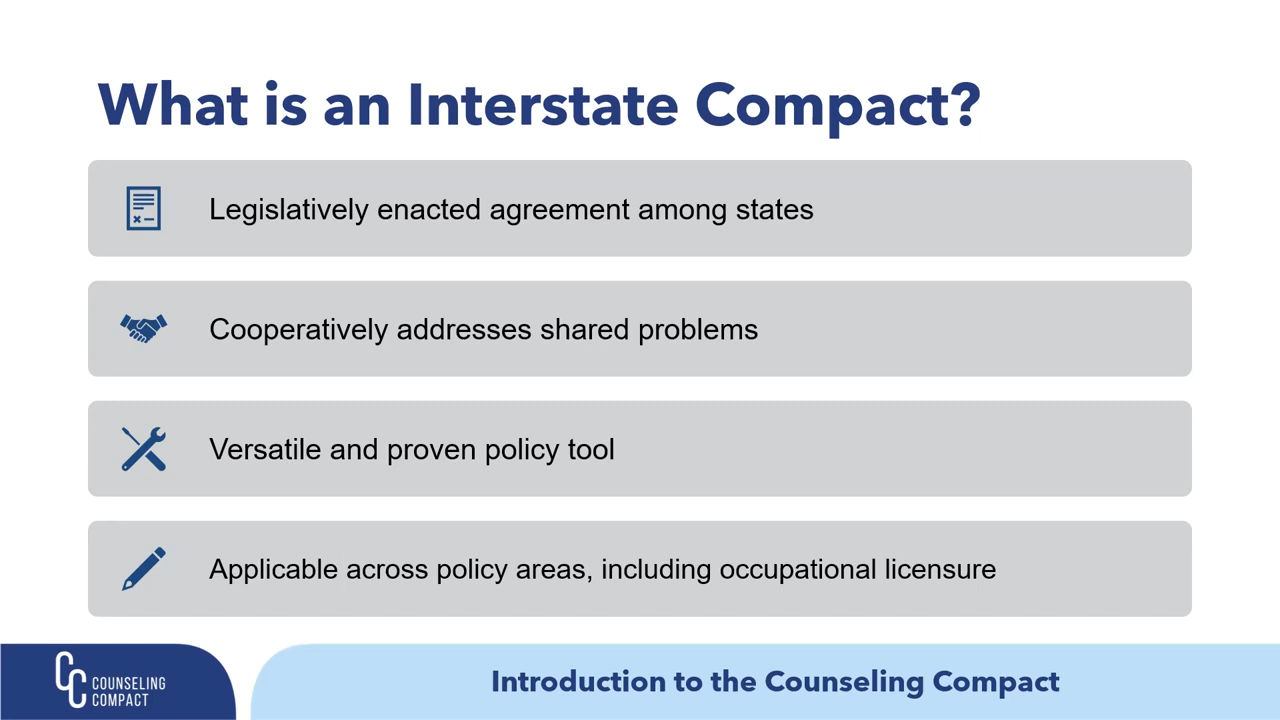 What is an Interstate Compact?
Legislatively enacted agreement among states
Cooperatively addresses shared problems
Versatile and proven policy tool
Applicable across policy areas, including occupational licensure
CC COUNSELING
COMPACT
Introduction to the Counseling Compact